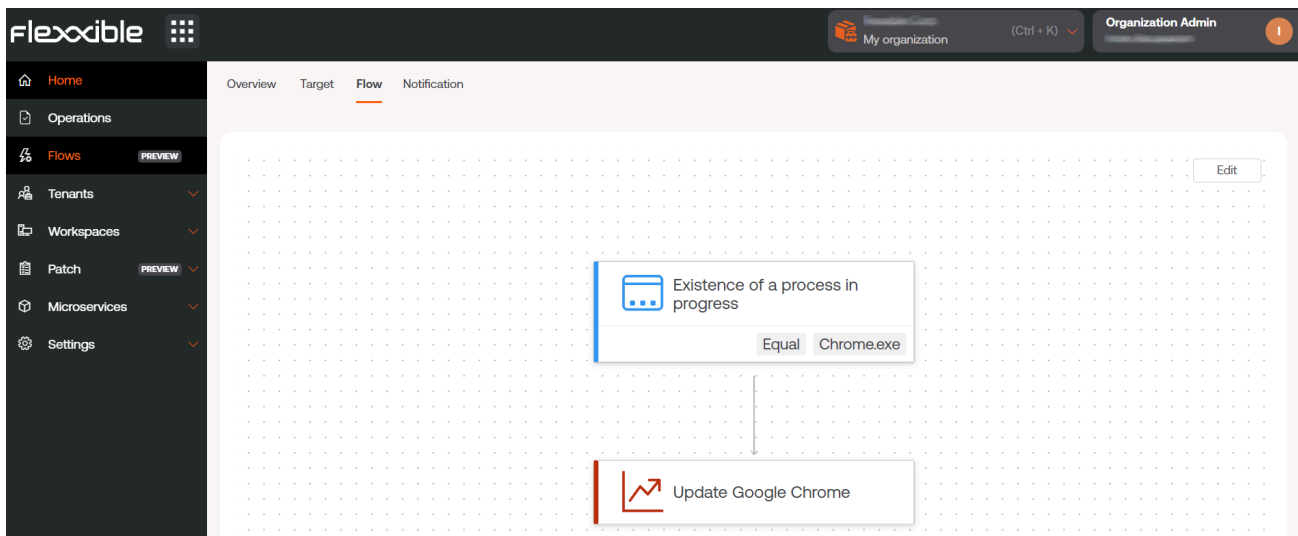 Flexxible
My organization
(Ctrl + K)
Organization Admin
I
Home
Operations
Flows PREVIEW
Tenants
Workspaces
Patch PREVIEW
Microservices
Settings
Overview Target Flow Notification
Edit
Existence of a process in
progress
Equal Chrome.exe
Update Google Chrome